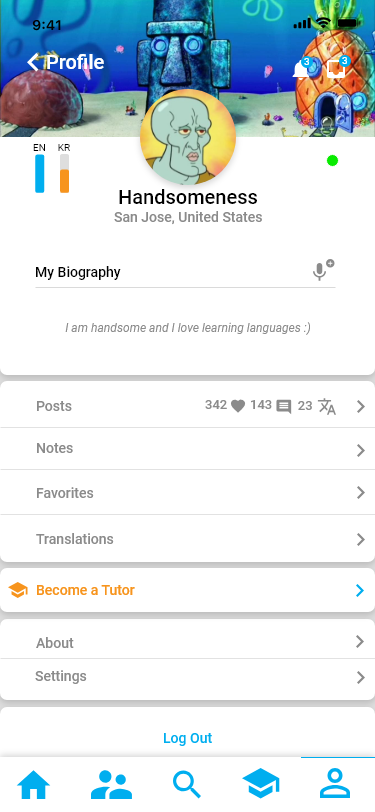 9:41
Profile
3
3
EN KR
Handsomeness
San Jose, United States
My Biography
I am handsome and I love learning languages :)
Posts 342 143 23
Notes
Favorites
Translations
Become a Tutor
About
Settings
Log Out